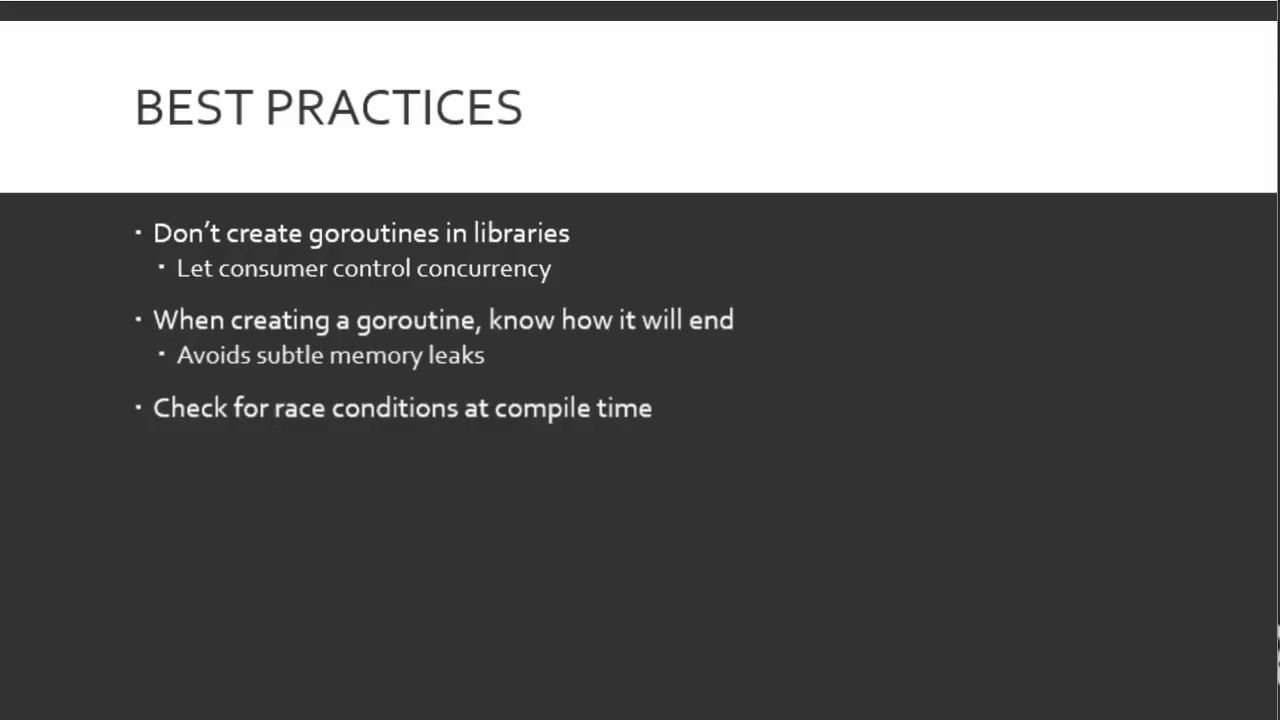 BEST PRACTICES
· Don’t create goroutines in libraries
· Let consumer control concurrency
· When creating a goroutine, know how it will end
· Avoids subtle memory leaks
· Check for race conditions at compile time